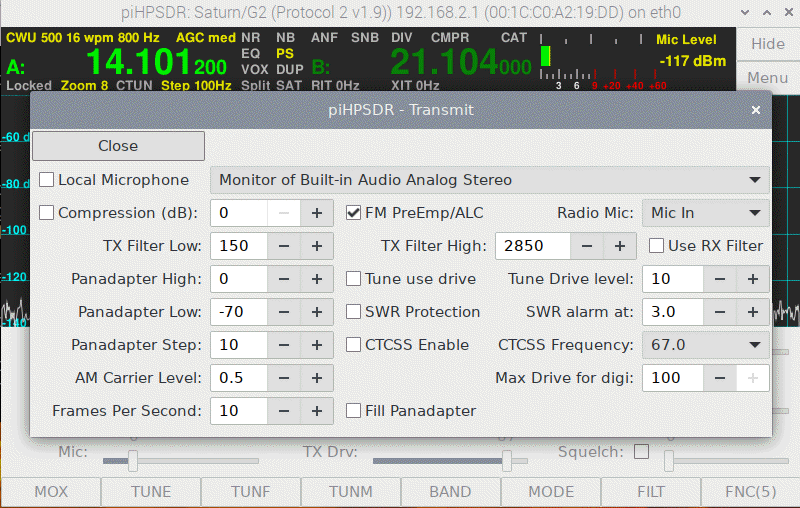 piHPSDR: Saturn/G2 (Protocol 2 v1.9)) 192.168.2.1 (00:1C:C0:A2:19:DD) on eth0
CWU 500 16 wpm 800 Hz AGC med NR NB ANF SNB DIV CMPR CAT Mic Level Hide
A: 14.101200 EQ PS VOX DUP B: 21.104000 -117 dBm
Locked Zoom 8 CTUN Step 100Hz Split SAT RIT 0Hz XIT 0Hz 3 6 9 +20 +40 +60 Menu
piHPSDR - Transmit
Close
Local Microphone Monitor of Built-in Audio Analog Stereo
Compression (dB): 0 − + FM PreEmp/ALC Radio Mic: Mic In
TX Filter Low: 150 − + TX Filter High: 2850 − + Use RX Filter
Panadapter High: 0 − + Tune use drive Tune Drive level: 10 − +
Panadapter Low: -70 − + SWR Protection SWR alarm at: 3.0 − +
Panadapter Step: 10 − + CTCSS Enable CTCSS Frequency: 67.0
AM Carrier Level: 0.5 − + Max Drive for digi: 100 − +
Frames Per Second: 10 − + Fill Panadapter
-60
-80
-100
-120
-140
Mic: TX Drv: Squelch:
MOX TUNE TUNF TUNM BAND MODE FILT FNC(5)